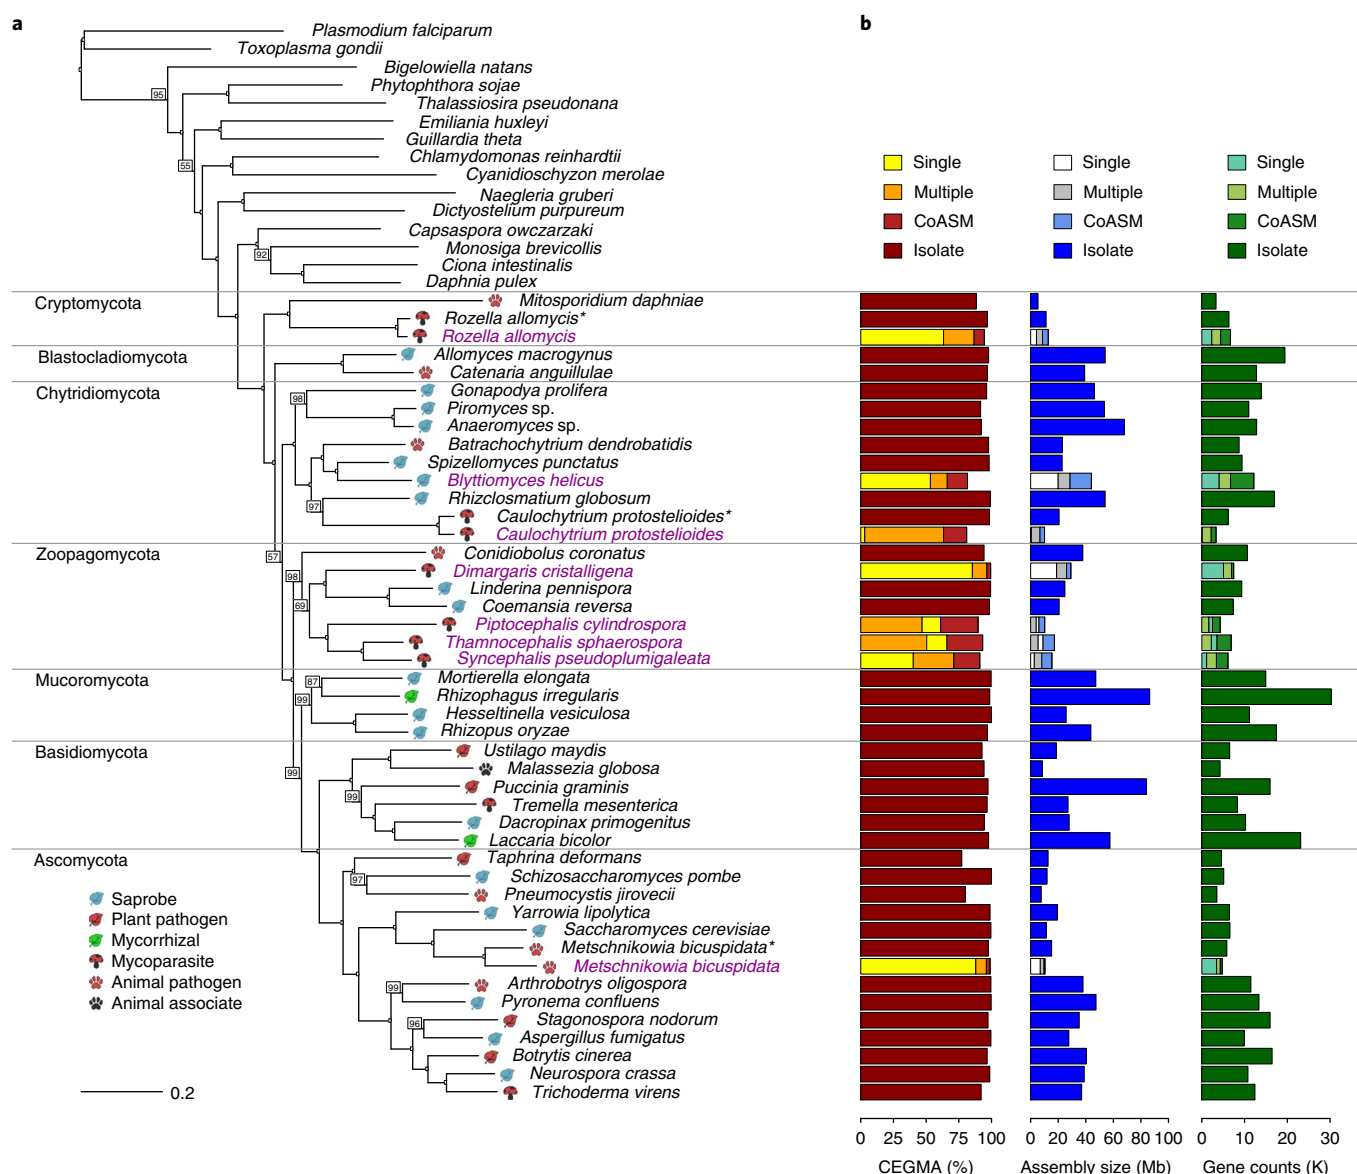 a
b
Plasmodium falciparum
Toxoplasma gondii
Bigelowiella natans
Phytophthora sojae
95
Thalassiosira pseudonana
Emiliania huxleyi
Guillardia theta
Chlamydomonas reinhardtii
55
Cyanidioschyzon merolae
Naegleria gruberi
Dictyostelium purpureum
Capsaspora owczarzaki
Monosiga brevicollis
92
Ciona intestinalis
Daphnia pulex
Single Single Single
Multiple Multiple Multiple
CoASM CoASM CoASM
Isolate Isolate Isolate
Cryptomycota
Mitosporidium daphniae
Rozella allomycis*
Rozella allomycis
Blastocladiomycota
Allomyces macrogynus
Catenaria anguillulae
Chytridiomycota
Gonapodya prolifera
98
Piromyces sp.
Anaeromyces sp.
Batrachochytrium dendrobatidis
Spizellomyces punctatus
Blyttiomyces helicus
Rhizclosmatium globosum
97
Caulochytrium protostelioides*
Caulochytrium protostelioides
Zoopagomycota
57
Conidiobolus coronatus
98
Dimargaris cristalligena
Linderina pennispora
69
Coemansia reversa
Piptocephalis cylindrospora
Thamnocephalis sphaerospora
Syncephalis pseudoplumigaleata
Mucoromycota
87
Mortierella elongata
99
Rhizophagus irregularis
Hesseltinella vesiculosa
Rhizopus oryzae
Basidiomycota
Ustilago maydis
99
Malassezia globosa
Puccinia graminis
99
Tremella mesenterica
Dacropinax primogenitus
Laccaria bicolor
Ascomycota
Taphrina deformans
97
Schizosaccharomyces pombe
Pneumocystis jirovecii
Yarrowia lipolytica
Saccharomyces cerevisiae
Metschnikowia bicuspidata*
Metschnikowia bicuspidata
99
Arthrobotrys oligospora
Pyronema confluens
96
Stagonospora nodorum
Aspergillus fumigatus
Botrytis cinerea
Neurospora crassa
Trichoderma virens
Saprobe
Plant pathogen
Mycorrhizal
Mycoparasite
Animal pathogen
Animal associate
0.2
0 25 50 75 100
CEGMA (%)
0 20 40 60 80 100
Assembly size (Mb)
0 10 20 30
Gene counts (K)